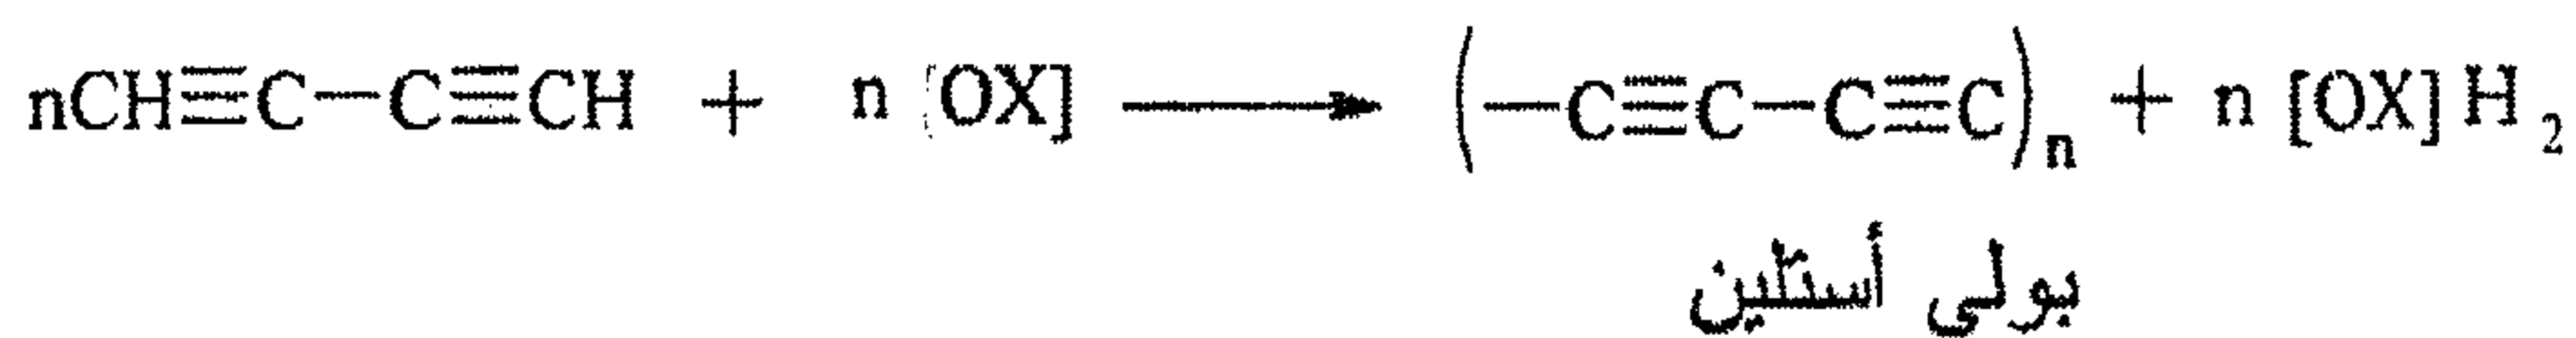 nCH≡C—C≡CH + n [OX] ⟶ (—C≡C—C≡C)n + n [OX] H2
بولى أستلين